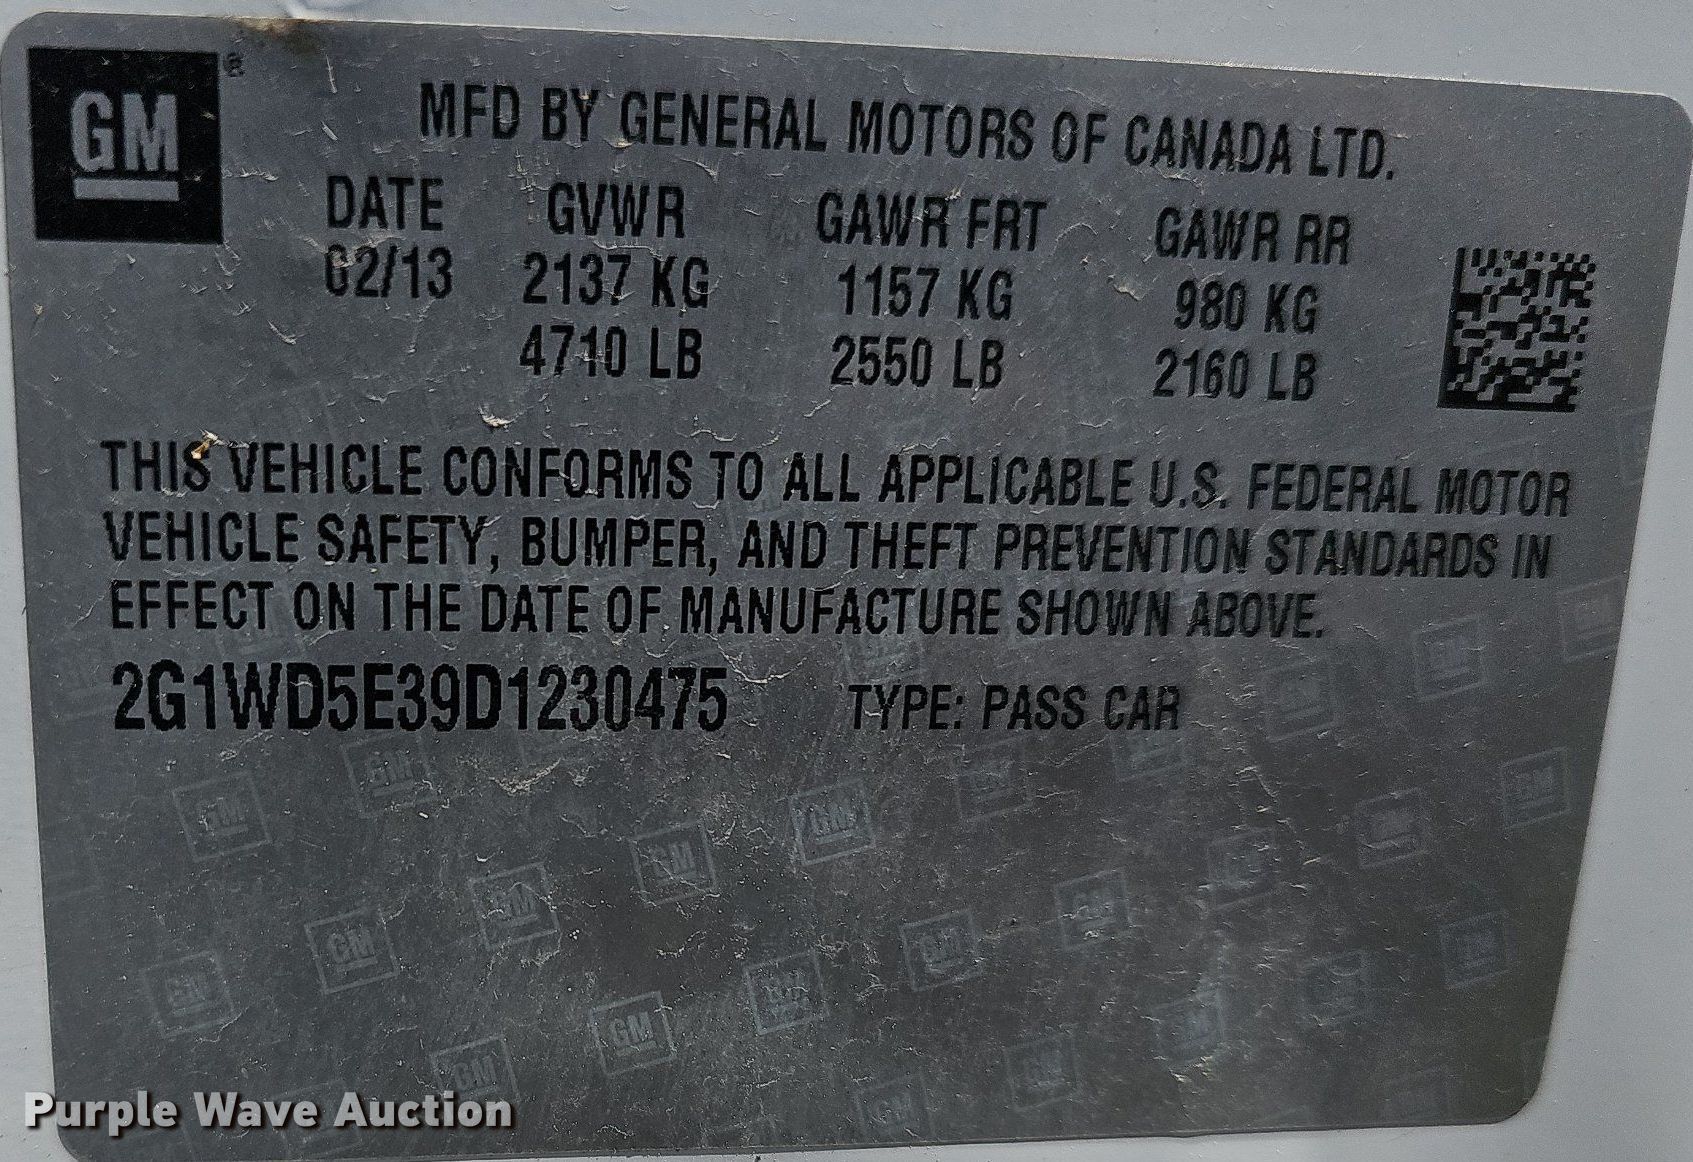 GM®
MFD BY GENERAL MOTORS OF CANADA LTD.
DATE GVWR GAWR FRT GAWR RR
02/13 2137 KG 1157 KG 980 KG
4710 LB 2550 LB 2160 LB
THIS VEHICLE CONFORMS TO ALL APPLICABLE U.S. FEDERAL MOTOR
VEHICLE SAFETY, BUMPER, AND THEFT PREVENTION STANDARDS IN
EFFECT ON THE DATE OF MANUFACTURE SHOWN ABOVE.
2G1WD5E39D1230475 TYPE: PASS CAR
Purple Wave Auction